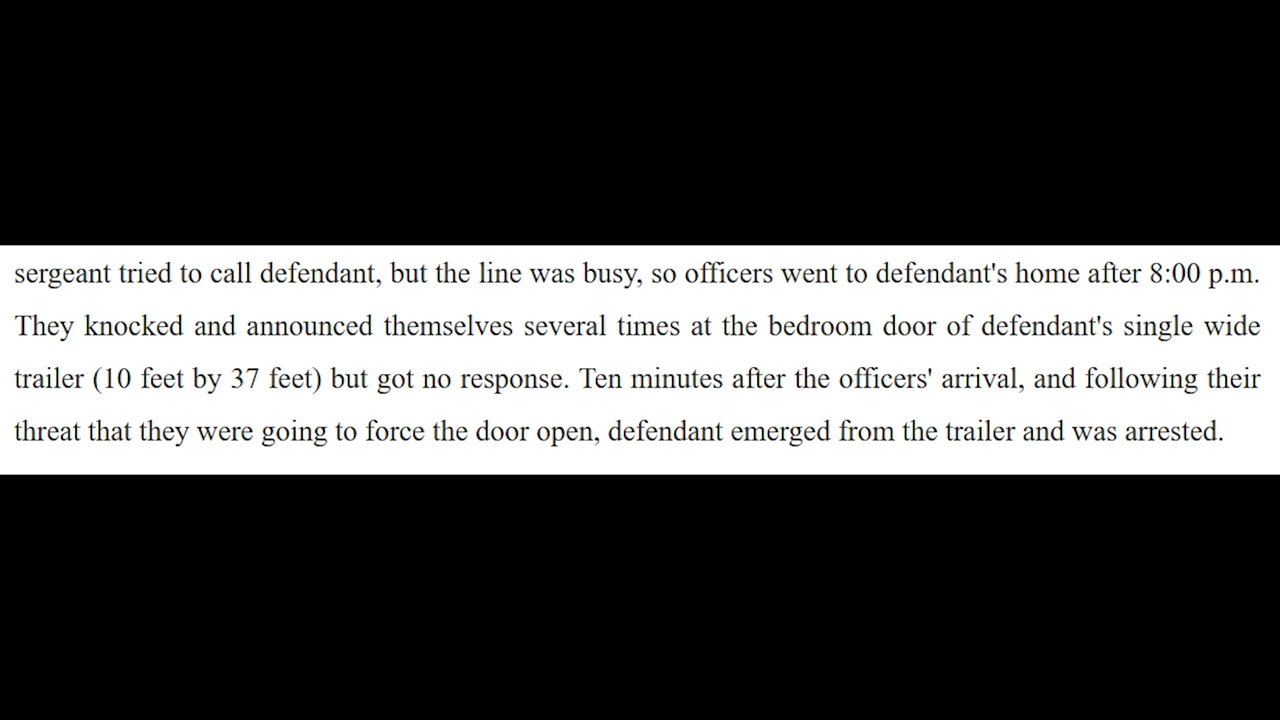 sergeant tried to call defendant, but the line was busy, so officers went to defendant's home after 8:00 p.m.
They knocked and announced themselves several times at the bedroom door of defendant's single wide
trailer (10 feet by 37 feet) but got no response. Ten minutes after the officers' arrival, and following their
threat that they were going to force the door open, defendant emerged from the trailer and was arrested.